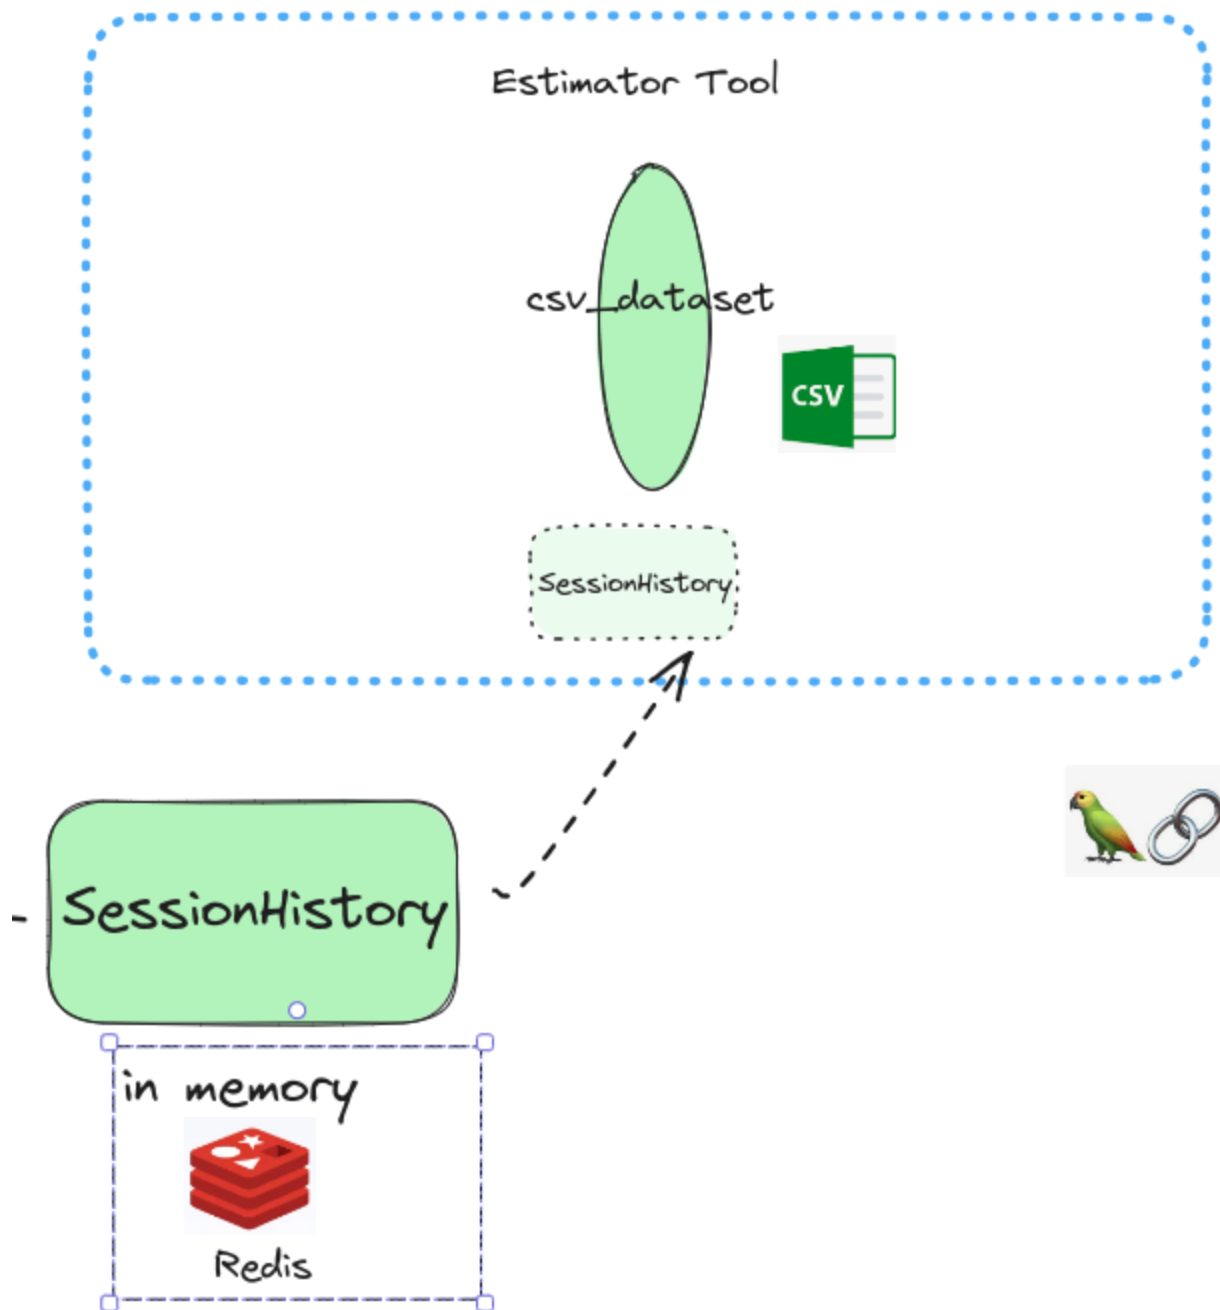 Estimator Tool
csv_dataset
CSV
SessionHistory
SessionHistory
in memory
Redis